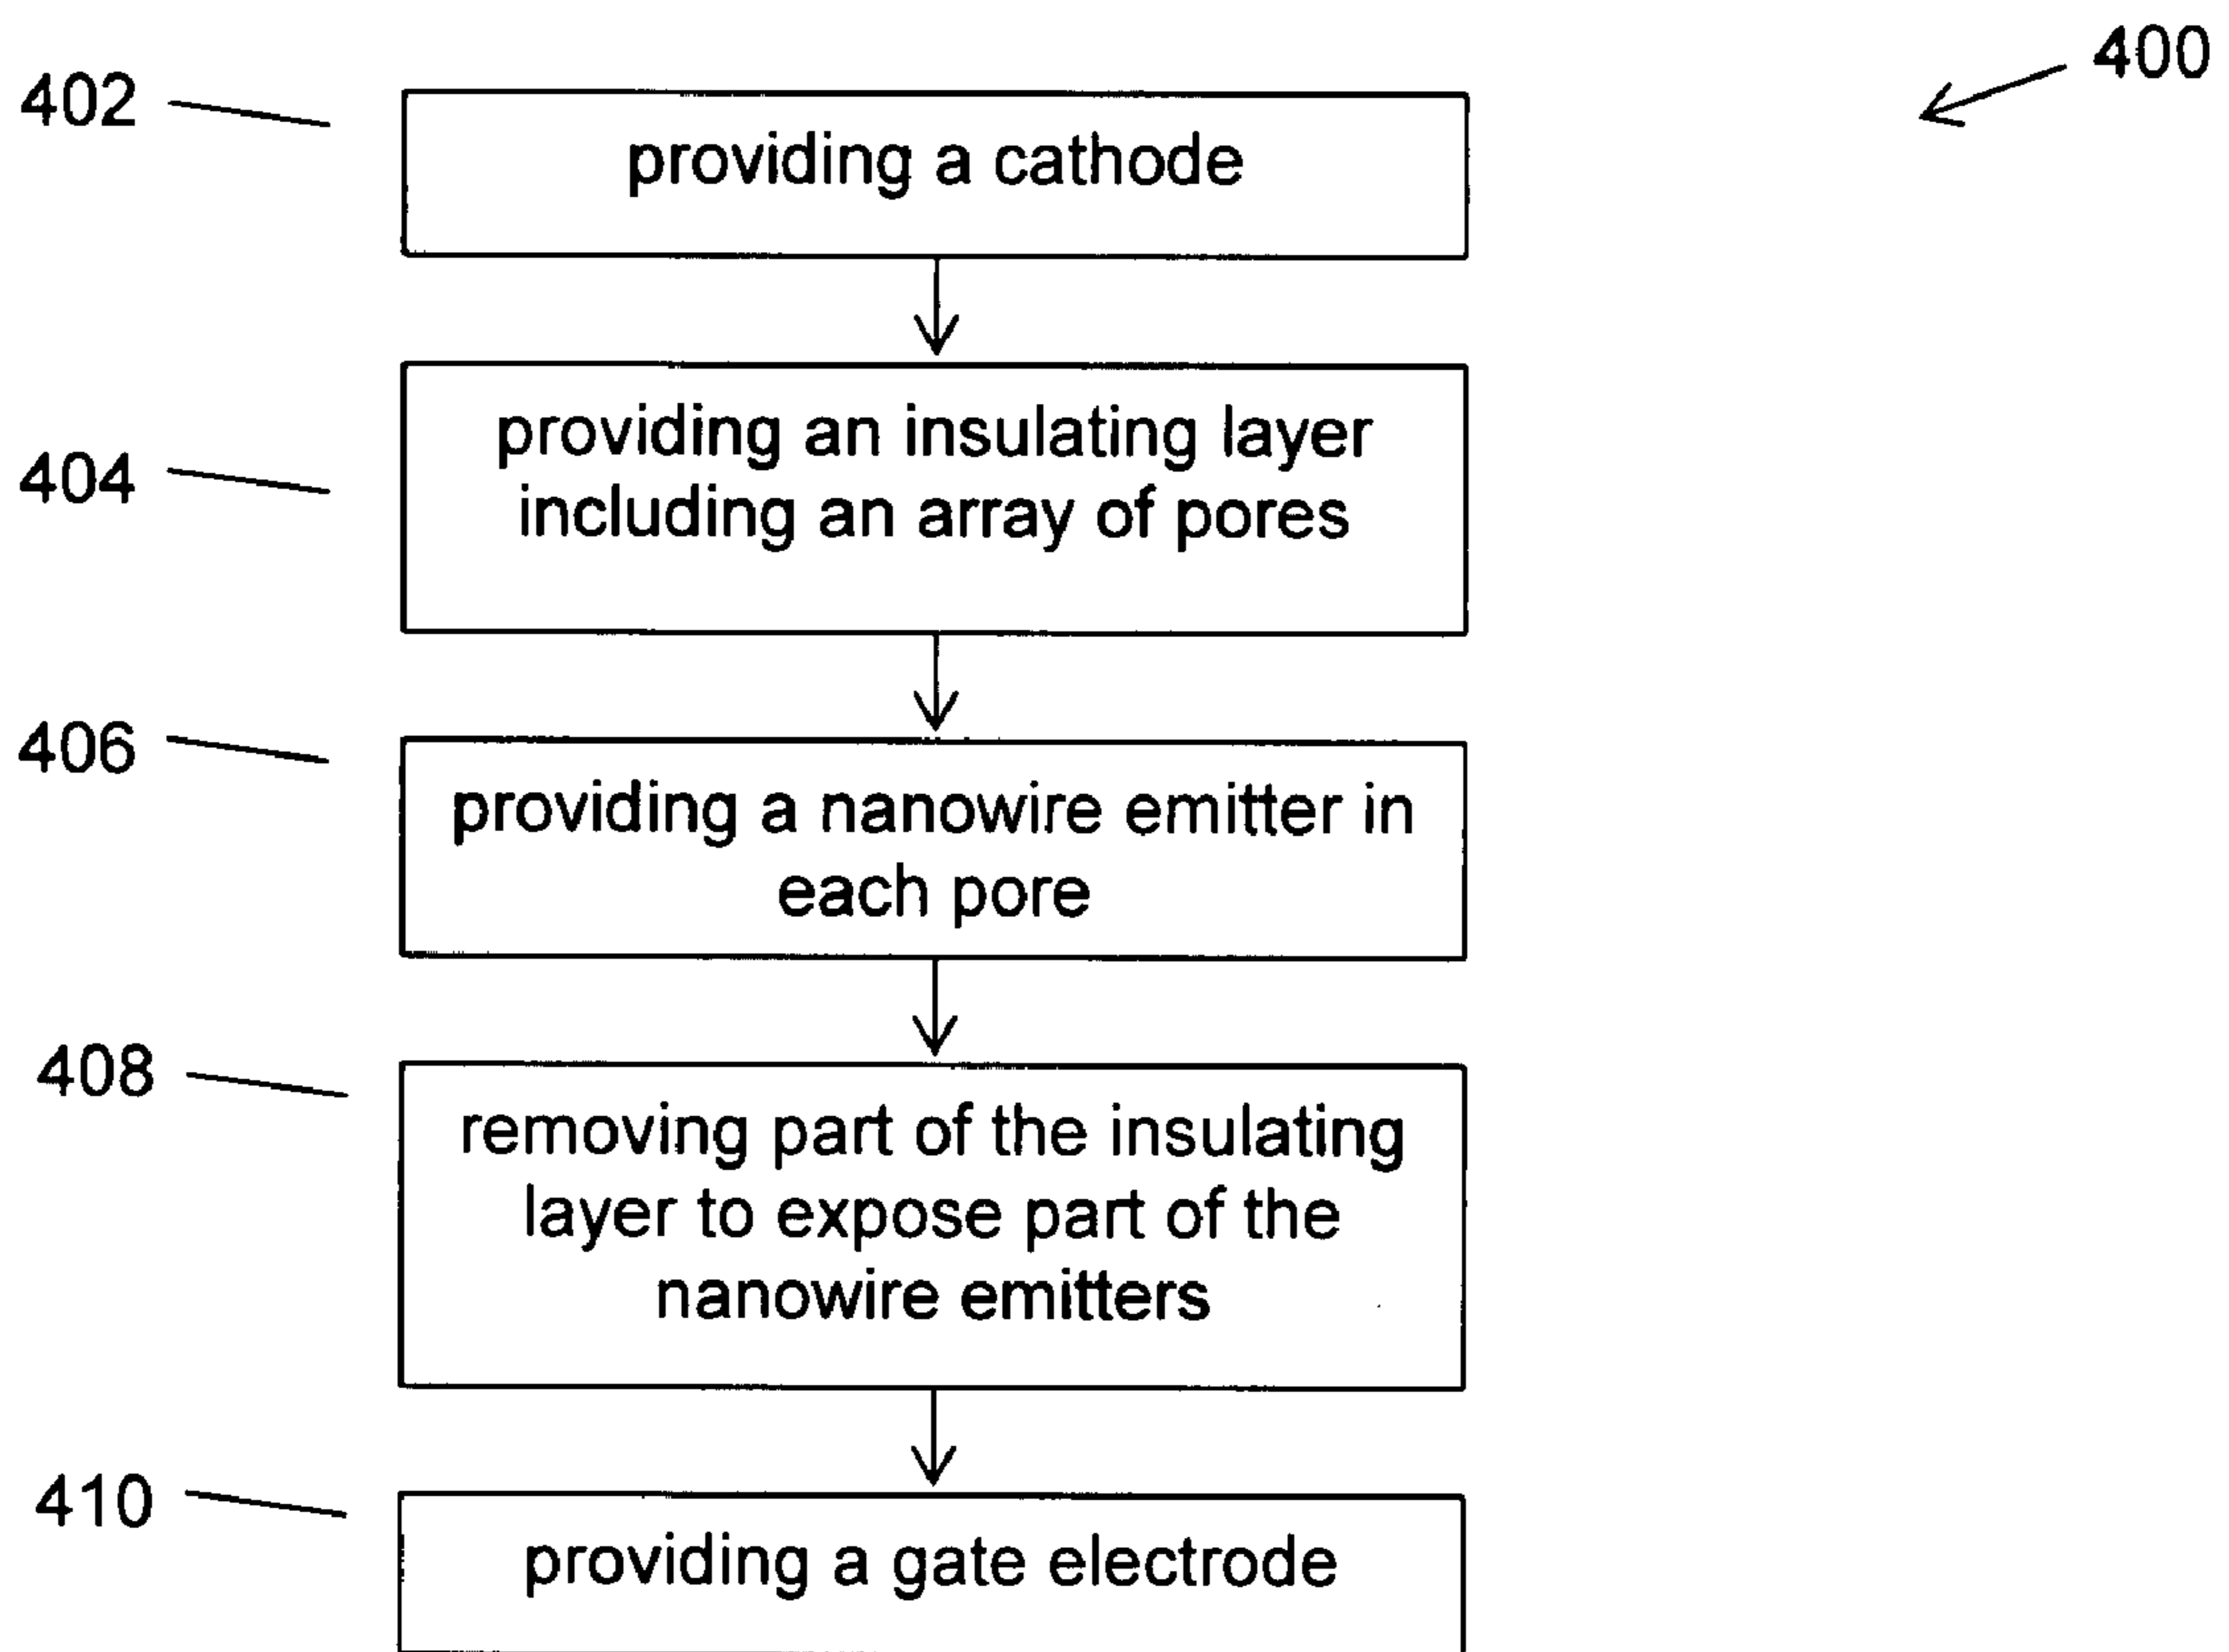 400
402
providing a cathode
404
providing an insulating layer
including an array of pores
406
providing a nanowire emitter in
each pore
408
removing part of the insulating
layer to expose part of the
nanowire emitters
410
providing a gate electrode